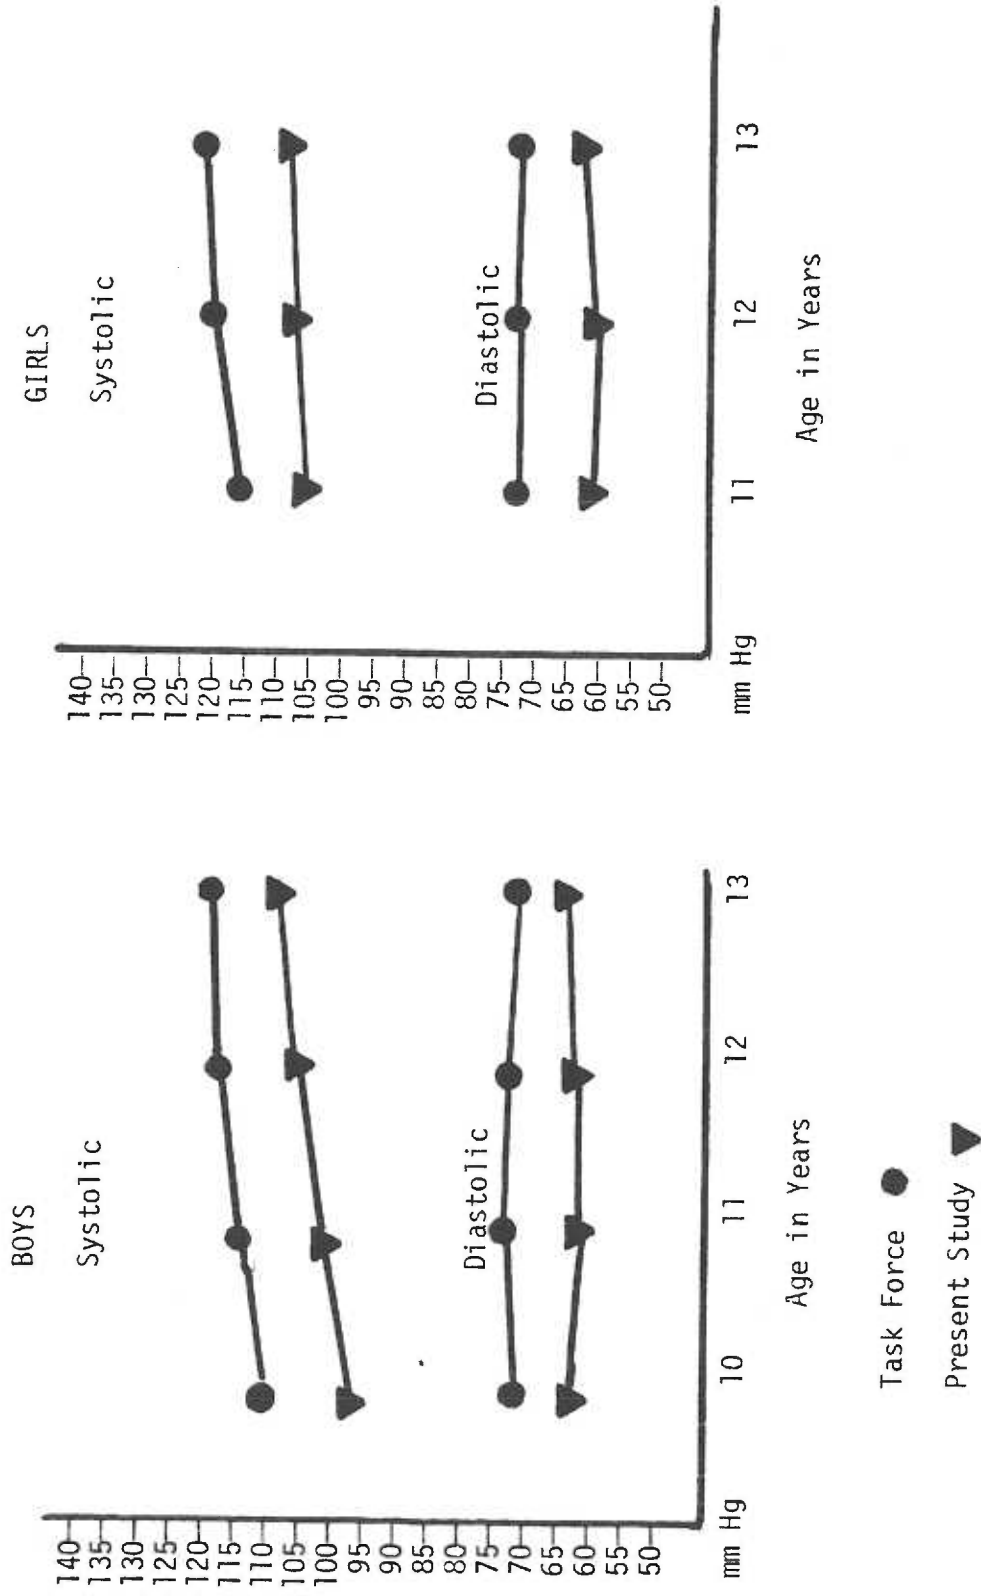 BOYS
Systolic
140-
135-
130-
125-
120-
115-
110-
105-
100-
95-
90-
85-
80-
75-
70-
65-
60-
55-
50-
mm Hg
Diastolic
10 11 12 13
Age in Years
GIRLS
Systolic
140-
135-
130-
125-
120-
115-
110-
105-
100-
95-
90-
85-
80-
75-
70-
65-
60-
55-
50-
mm Hg
Diastolic
11 12 13
Age in Years
Task Force
Present Study